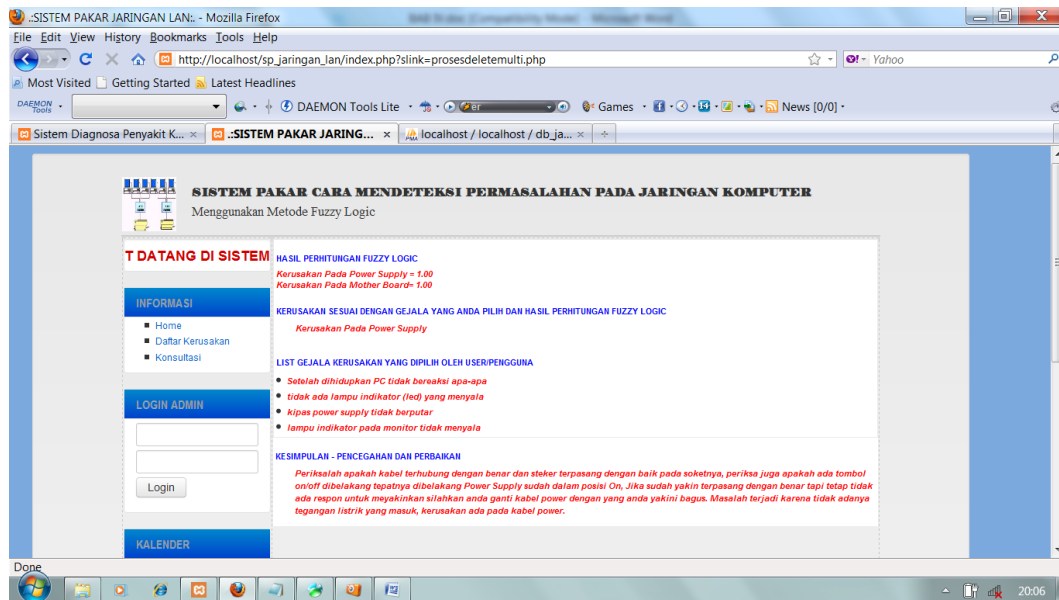 .:SISTEM PAKAR JARINGAN LAN:. - Mozilla Firefox
File Edit View History Bookmarks Tools Help
http://localhost/sp_jaringan_lan/index.php?slink=prosesdeletemulti.php
Yahoo
Most Visited Getting Started Latest Headlines
DAEMON Tools DAEMON Tools Lite Games News [0/0]
Sistem Diagnosa Penyakit K... .:SISTEM PAKAR JARING... localhost / localhost / db_ja...
SISTEM PAKAR CARA MENDETEKSI PERMASALAHAN PADA JARINGAN KOMPUTER
Menggunakan Metode Fuzzy Logic
T DATANG DI SISTEM
INFORMASI
Home
Daftar Kerusakan
Konsultasi
LOGIN ADMIN
Login
KALENDER
HASIL PERHITUNGAN FUZZY LOGIC
Kerusakan Pada Power Supply = 1.00
Kerusakan Pada Mother Board= 1.00
KERUSAKAN SESUAI DENGAN GEJALA YANG ANDA PILIH DAN HASIL PERHITUNGAN FUZZY LOGIC
Kerusakan Pada Power Supply
LIST GEJALA KERUSAKAN YANG DIPILIH OLEH USER/PENGGUNA
Setelah dihidupkan PC tidak bereaksi apa-apa
tidak ada lampu indikator (led) yang menyala
kipas power supply tidak berputar
lampu indikator pada monitor tidak menyala
KESIMPULAN - PENCEGAHAN DAN PERBAIKAN
Periksalah apakah kabel terhubung dengan benar dan steker terpasang dengan baik pada soketnya, periksa juga apakah ada tombol
on/off dibelakang tepatnya dibelakang Power Supply sudah dalam posisi On, Jika sudah yakin terpasang dengan benar tapi tetap tidak
ada respon untuk meyakinkan silahkan anda ganti kabel power dengan yang anda yakini bagus. Masalah terjadi karena tidak adanya
tegangan listrik yang masuk, kerusakan ada pada kabel power.
Done
20:06